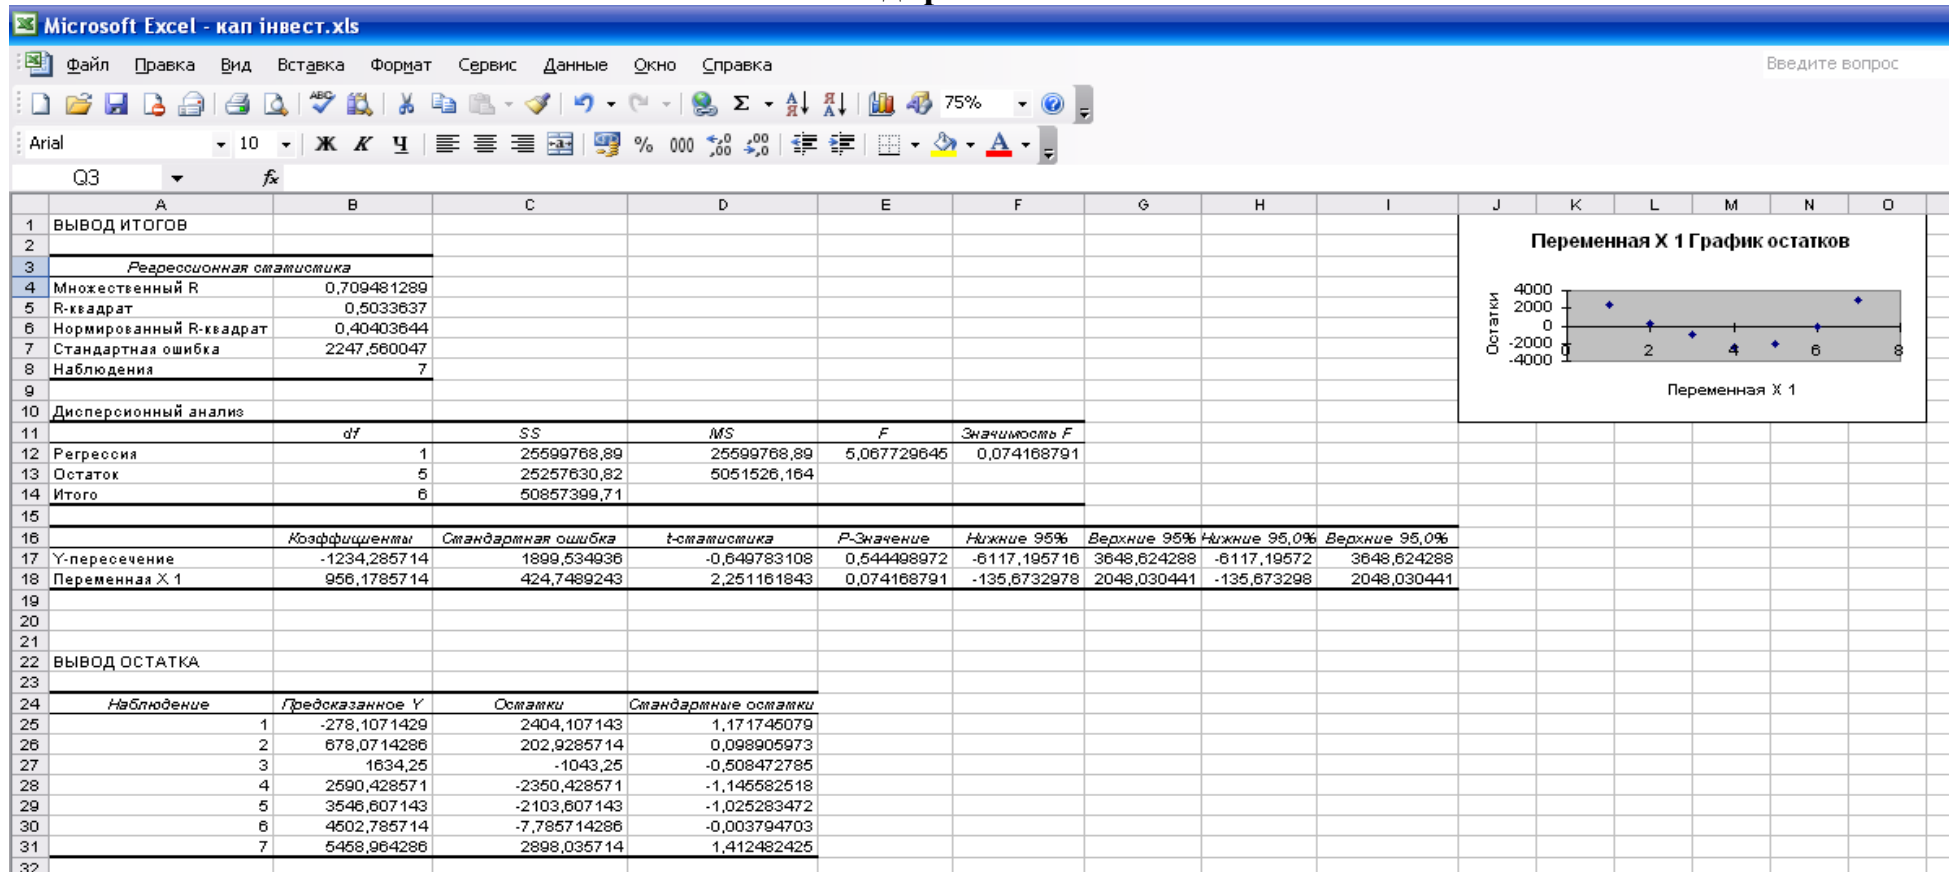 Microsoft Excel - кап інвест.xls
Файл Правка Вид Вставка Формат Сервис Данные Окно Справка Введите вопрос
75%
Arial 10 Ж К Ч % 000
Q3 fx
A B C D E F G H I J K L M N O
1 ВЫВОД ИТОГОВ
2
3 Регрессионная статистика
4 Множественный R 0,709481289
5 R-квадрат 0,5033637
6 Нормированный R-квадрат 0,40403644
7 Стандартная ошибка 2247,560047
8 Наблюдения 7
9
10 Дисперсионный анализ
11 df SS MS F Значимость F
12 Регрессия 1 25599768,89 25599768,89 5,067729645 0,074168791
13 Остаток 5 25257630,82 5051526,164
14 Итого 6 50857399,71
15
16 Коэффициенты Стандартная ошибка t-статистика P-Значение Нижние 95% Верхние 95% Нижние 95,0% Верхние 95,0%
17 Y-пересечение -1234,285714 1899,534936 -0,649783108 0,544498972 -6117,195716 3648,624288 -6117,19572 3648,624288
18 Переменная X 1 956,1785714 424,7489243 2,251161843 0,074168791 -135,6732978 2048,030441 -135,673298 2048,030441
19
20
21
22 ВЫВОД ОСТАТКА
23
24 Наблюдение Предсказанное Y Остатки Стандартные остатки
25 1 -278,1071429 2404,107143 1,171745079
26 2 678,0714286 202,9285714 0,098905973
27 3 1634,25 -1043,25 -0,508472785
28 4 2590,428571 -2350,428571 -1,145582518
29 5 3546,607143 -2103,607143 -1,025283472
30 6 4502,785714 -7,785714286 -0,003794703
31 7 5458,964286 2898,035714 1,412482425
32
Переменная X 1 График остатков
Остатки
4000
2000
0
-2000
-4000
0 2 4 6 8
Переменная X 1